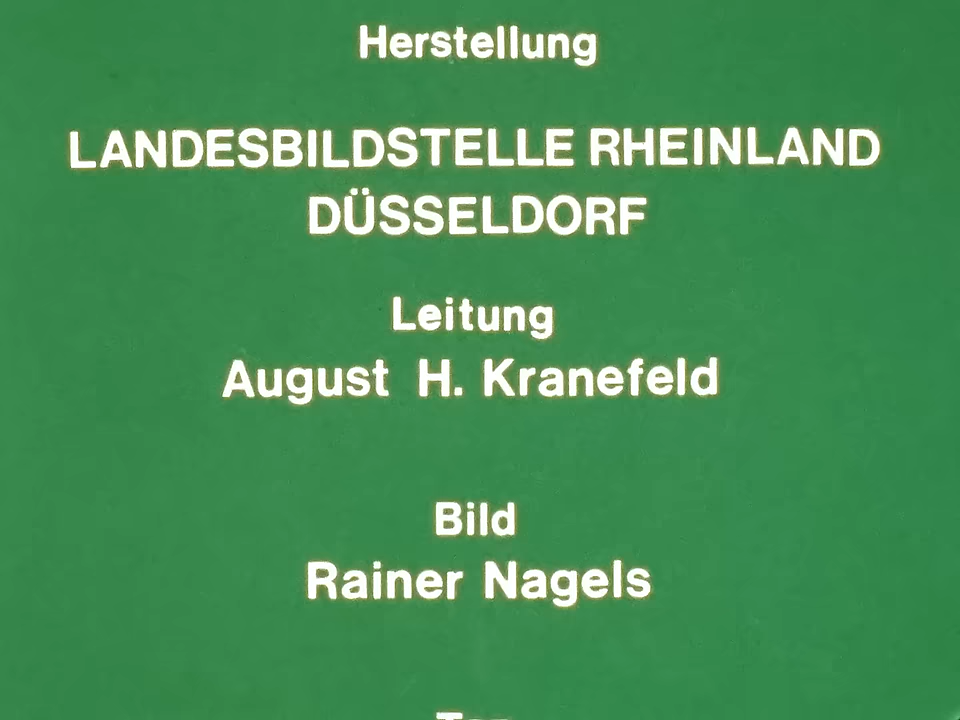 Herstellung
LANDESBILDSTELLE RHEINLAND
DÜSSELDORF
Leitung
August H. Kranefeld
Bild
Rainer Nagels